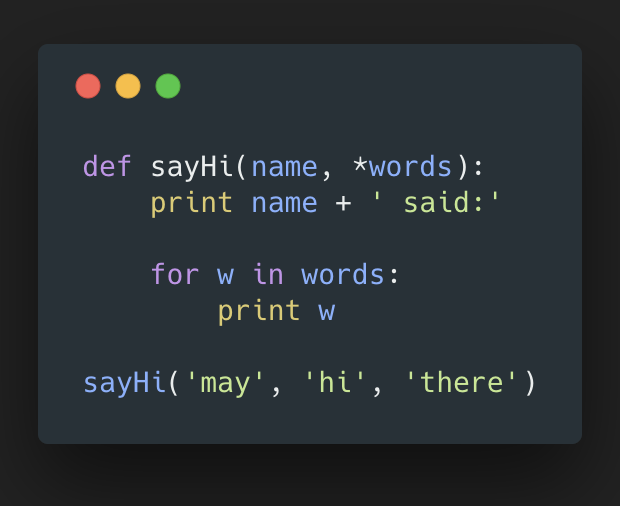 def sayHi(name, *words):
    print name + ' said:'

    for w in words:
        print w

sayHi('may', 'hi', 'there')